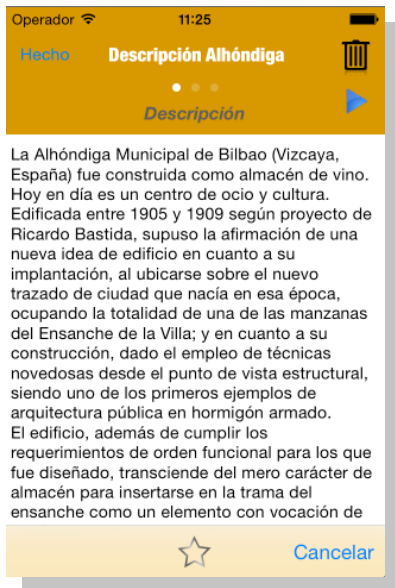 Operador 11:25
Hecho Descripción Alhóndiga
Descripción
La Alhóndiga Municipal de Bilbao (Vizcaya,
España) fue construida como almacén de vino.
Hoy en día es un centro de ocio y cultura.
Edificada entre 1905 y 1909 según proyecto de
Ricardo Bastida, supuso la afirmación de una
nueva idea de edificio en cuanto a su
implantación, al ubicarse sobre el nuevo
trazado de ciudad que nacía en esa época,
ocupando la totalidad de una de las manzanas
del Ensanche de la Villa; y en cuanto a su
construcción, dado el empleo de técnicas
novedosas desde el punto de vista estructural,
siendo uno de los primeros ejemplos de
arquitectura pública en hormigón armado.
El edificio, además de cumplir los
requerimientos de orden funcional para los que
fue diseñado, transciende del mero carácter de
almacén para insertarse en la trama del
ensanche como un elemento con vocación de
Cancelar